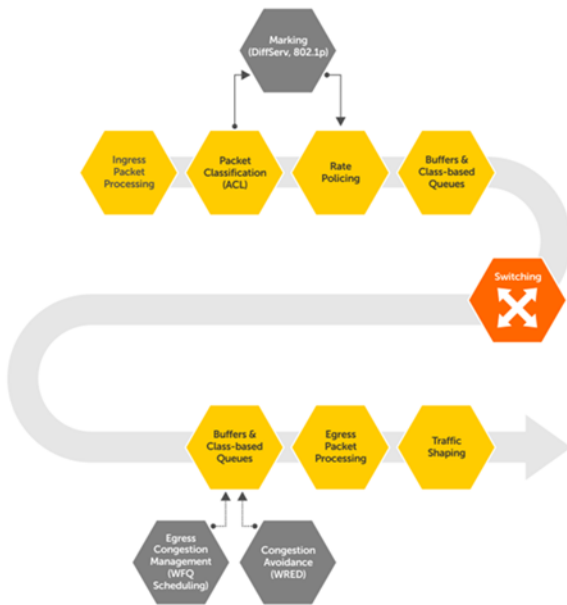 Marking
(DiffServ, 802.1p)
Ingress
Packet
Processing
Packet
Classification
(ACL)
Rate
Policing
Buffers &
Class-based
Queues
Switching
Buffers &
Class-based
Queues
Egress
Packet
Processing
Traffic
Shaping
Egress
Congestion
Management
(WFQ
Scheduling)
Congestion
Avoidance
(WRED)